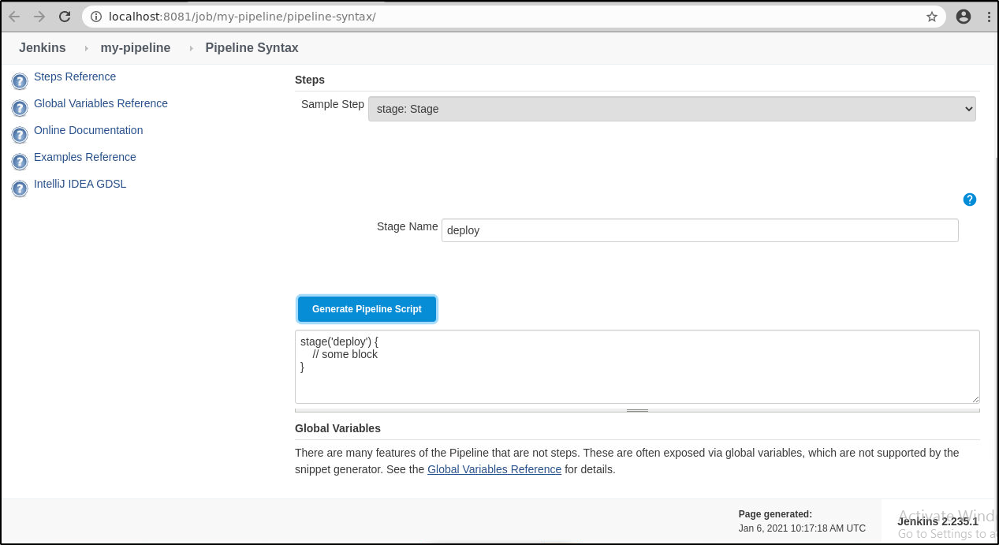 localhost:8081/job/my-pipeline/pipeline-syntax/
Jenkins my-pipeline Pipeline Syntax
Steps Reference
Global Variables Reference
Online Documentation
Examples Reference
IntelliJ IDEA GDSL
Steps
Sample Step stage: Stage
Stage Name deploy
Generate Pipeline Script
stage('deploy') {
    // some block
}
Global Variables
There are many features of the Pipeline that are not steps. These are often exposed via global variables, which are not supported by the
snippet generator. See the Global Variables Reference for details.
Page generated:
Jan 6, 2021 10:17:18 AM UTC
Jenkins 2.235.1
Activate Wind
Go to Settings to a